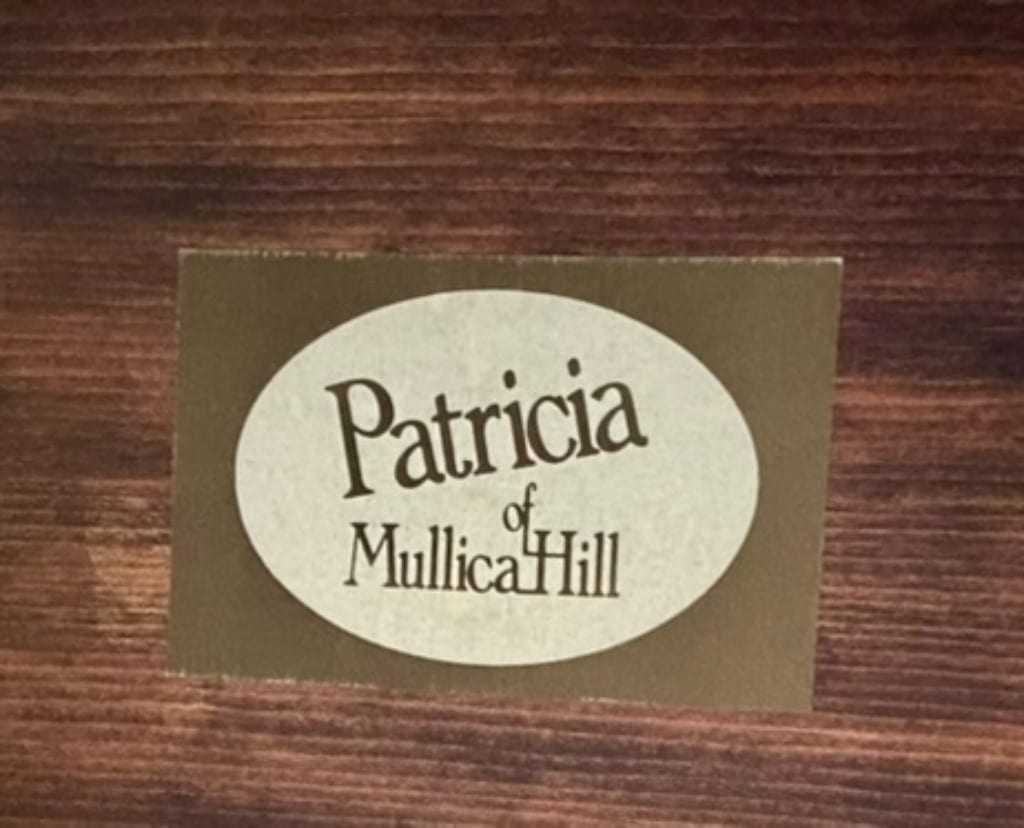 Patricia
of
Mullica Hill